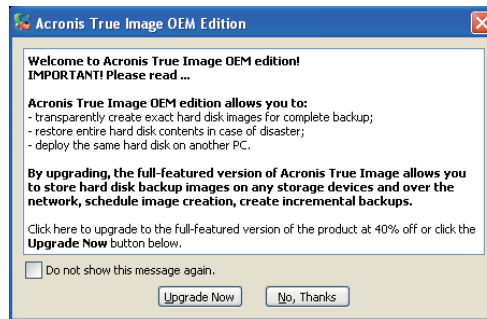 Acronis True Image OEM Edition
Welcome to Acronis True Image OEM edition!
IMPORTANT! Please read ...
Acronis True Image OEM edition allows you to:
- transparently create exact hard disk images for complete backup;
- restore entire hard disk contents in case of disaster;
- deploy the same hard disk on another PC.
By upgrading, the full-featured version of Acronis True Image allows you
to store hard disk backup images on any storage devices and over the
network, schedule image creation, create incremental backups.
Click here to upgrade to the full-featured version of the product at 40% off or click the
Upgrade Now button below.
Do not show this message again.
Upgrade Now
No, Thanks